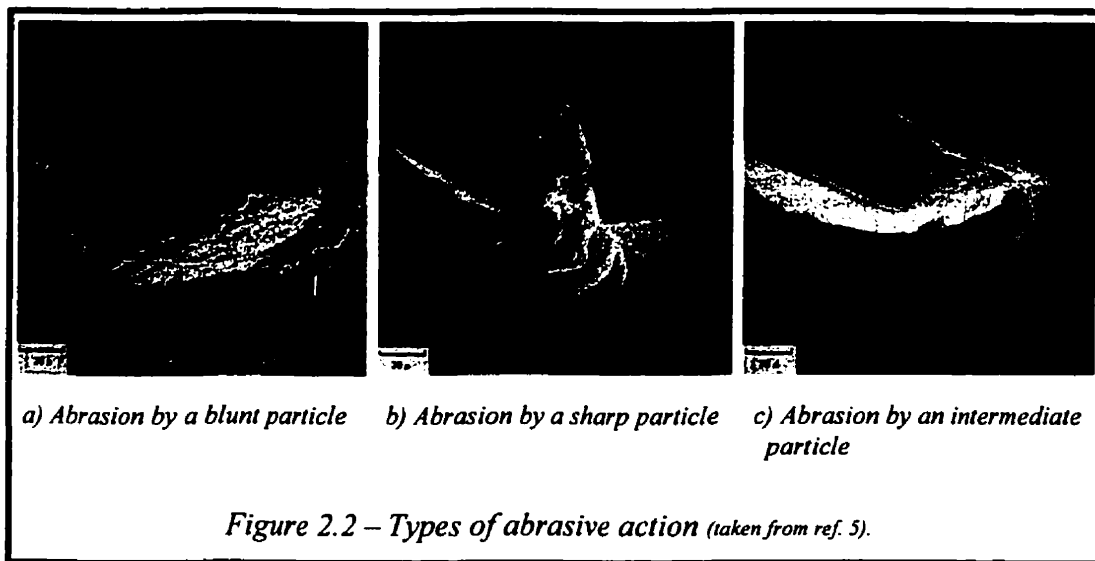 a) Abrasion by a blunt particle
b) Abrasion by a sharp particle
c) Abrasion by an intermediate
particle
Figure 2.2 – Types of abrasive action (taken from ref. 5).